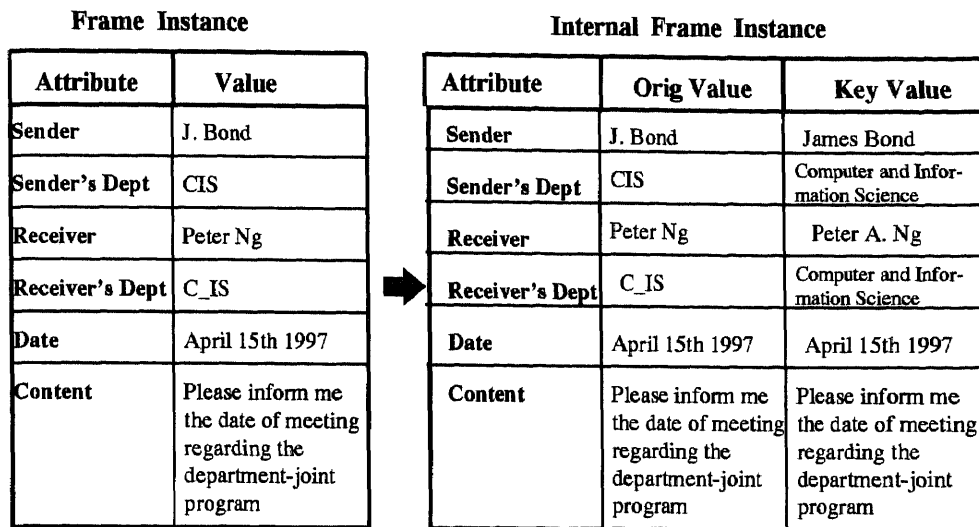 Frame Instance
Attribute Value
Sender J. Bond
Sender's Dept CIS
Receiver Peter Ng
Receiver's Dept C_IS
Date April 15th 1997
Content Please inform me
the date of meeting
regarding the
department-joint
program
Internal Frame Instance
Attribute Orig Value Key Value
Sender J. Bond James Bond
Sender's Dept CIS Computer and Infor-
mation Science
Receiver Peter Ng Peter A. Ng
Receiver's Dept C_IS Computer and Infor-
mation Science
Date April 15th 1997 April 15th 1997
Content Please inform me Please inform me
the date of meeting the date of meeting
regarding the regarding the
department-joint department-joint
program program